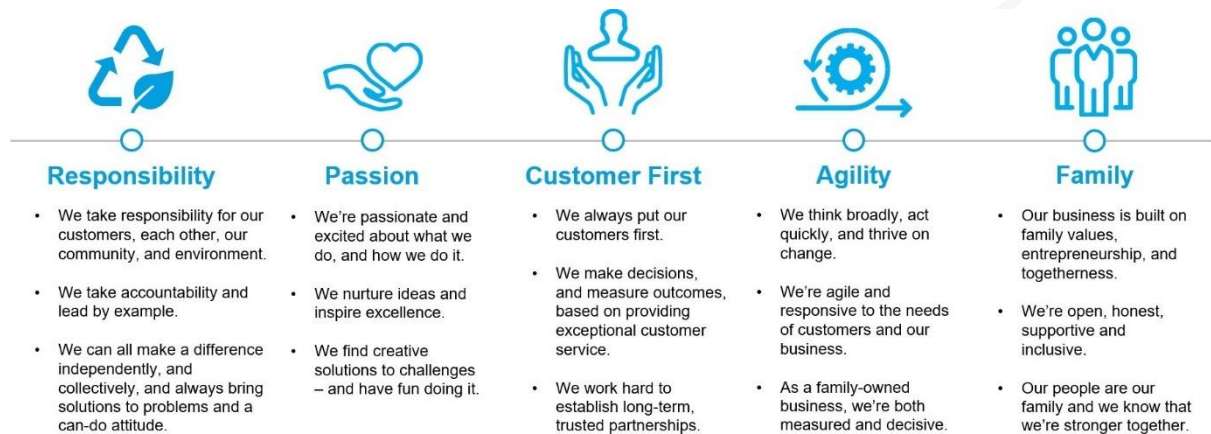 Responsibility
• We take responsibility for our
customers, each other, our
community, and environment.
• We take accountability and
lead by example.
• We can all make a difference
independently, and
collectively, and always bring
solutions to problems and a
can-do attitude.
Passion
• We’re passionate and
excited about what we
do, and how we do it.
• We nurture ideas and
inspire excellence.
• We find creative
solutions to challenges
– and have fun doing it.
Customer First
• We always put our
customers first.
• We make decisions,
and measure outcomes,
based on providing
exceptional customer
service.
• We work hard to
establish long-term,
trusted partnerships.
Agility
• We think broadly, act
quickly, and thrive on
change.
• We’re agile and
responsive to the needs
of customers and our
business.
• As a family-owned
business, we’re both
measured and decisive.
Family
• Our business is built on
family values,
entrepreneurship, and
togetherness.
• We’re open, honest,
supportive and
inclusive.
• Our people are our
family and we know that
we’re stronger together.